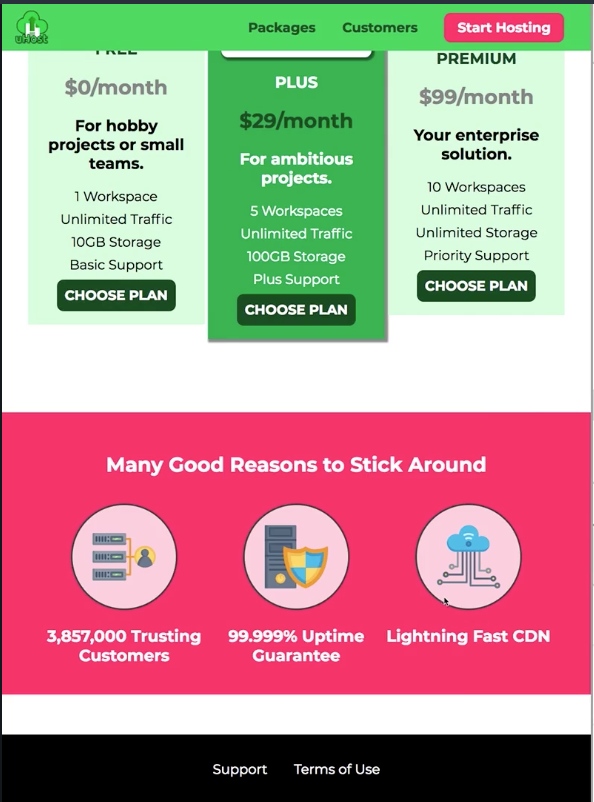 uHost
Packages
Customers
Start Hosting
FREE
$0/month
For hobby
projects or small
teams.
1 Workspace
Unlimited Traffic
10GB Storage
Basic Support
CHOOSE PLAN
PLUS
$29/month
For ambitious
projects.
5 Workspaces
Unlimited Traffic
100GB Storage
Plus Support
CHOOSE PLAN
PREMIUM
$99/month
Your enterprise
solution.
10 Workspaces
Unlimited Traffic
Unlimited Storage
Priority Support
CHOOSE PLAN
Many Good Reasons to Stick Around
3,857,000 Trusting
Customers
99.999% Uptime
Guarantee
Lightning Fast CDN
Support
Terms of Use